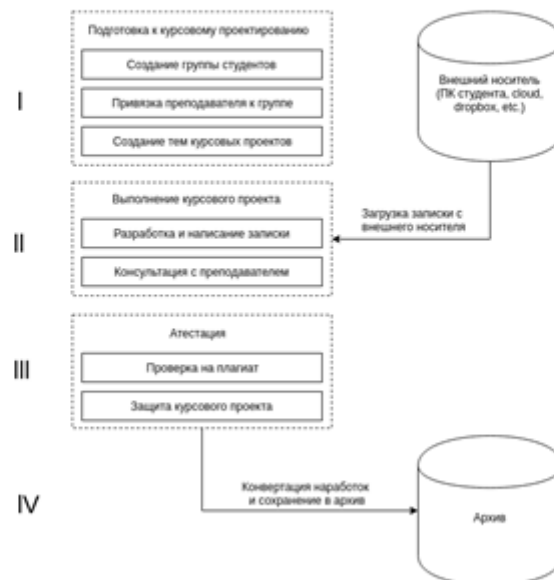 Подготовка к курсовому проектированию
Создание группы студентов
I
Привязка преподавателя к группе
Создание тем курсовых проектов
Внешний носитель
(ПК студента, cloud,
dropbox, etc.)
Выполнение курсового проекта
Разработка и написание записки
II
Консультация с преподавателем
Загрузка записки с
внешнего носителя
Аттестация
III
Проверка на плагиат
Защита курсового проекта
IV
Конвертация наработок
и сохранение в архив
Архив